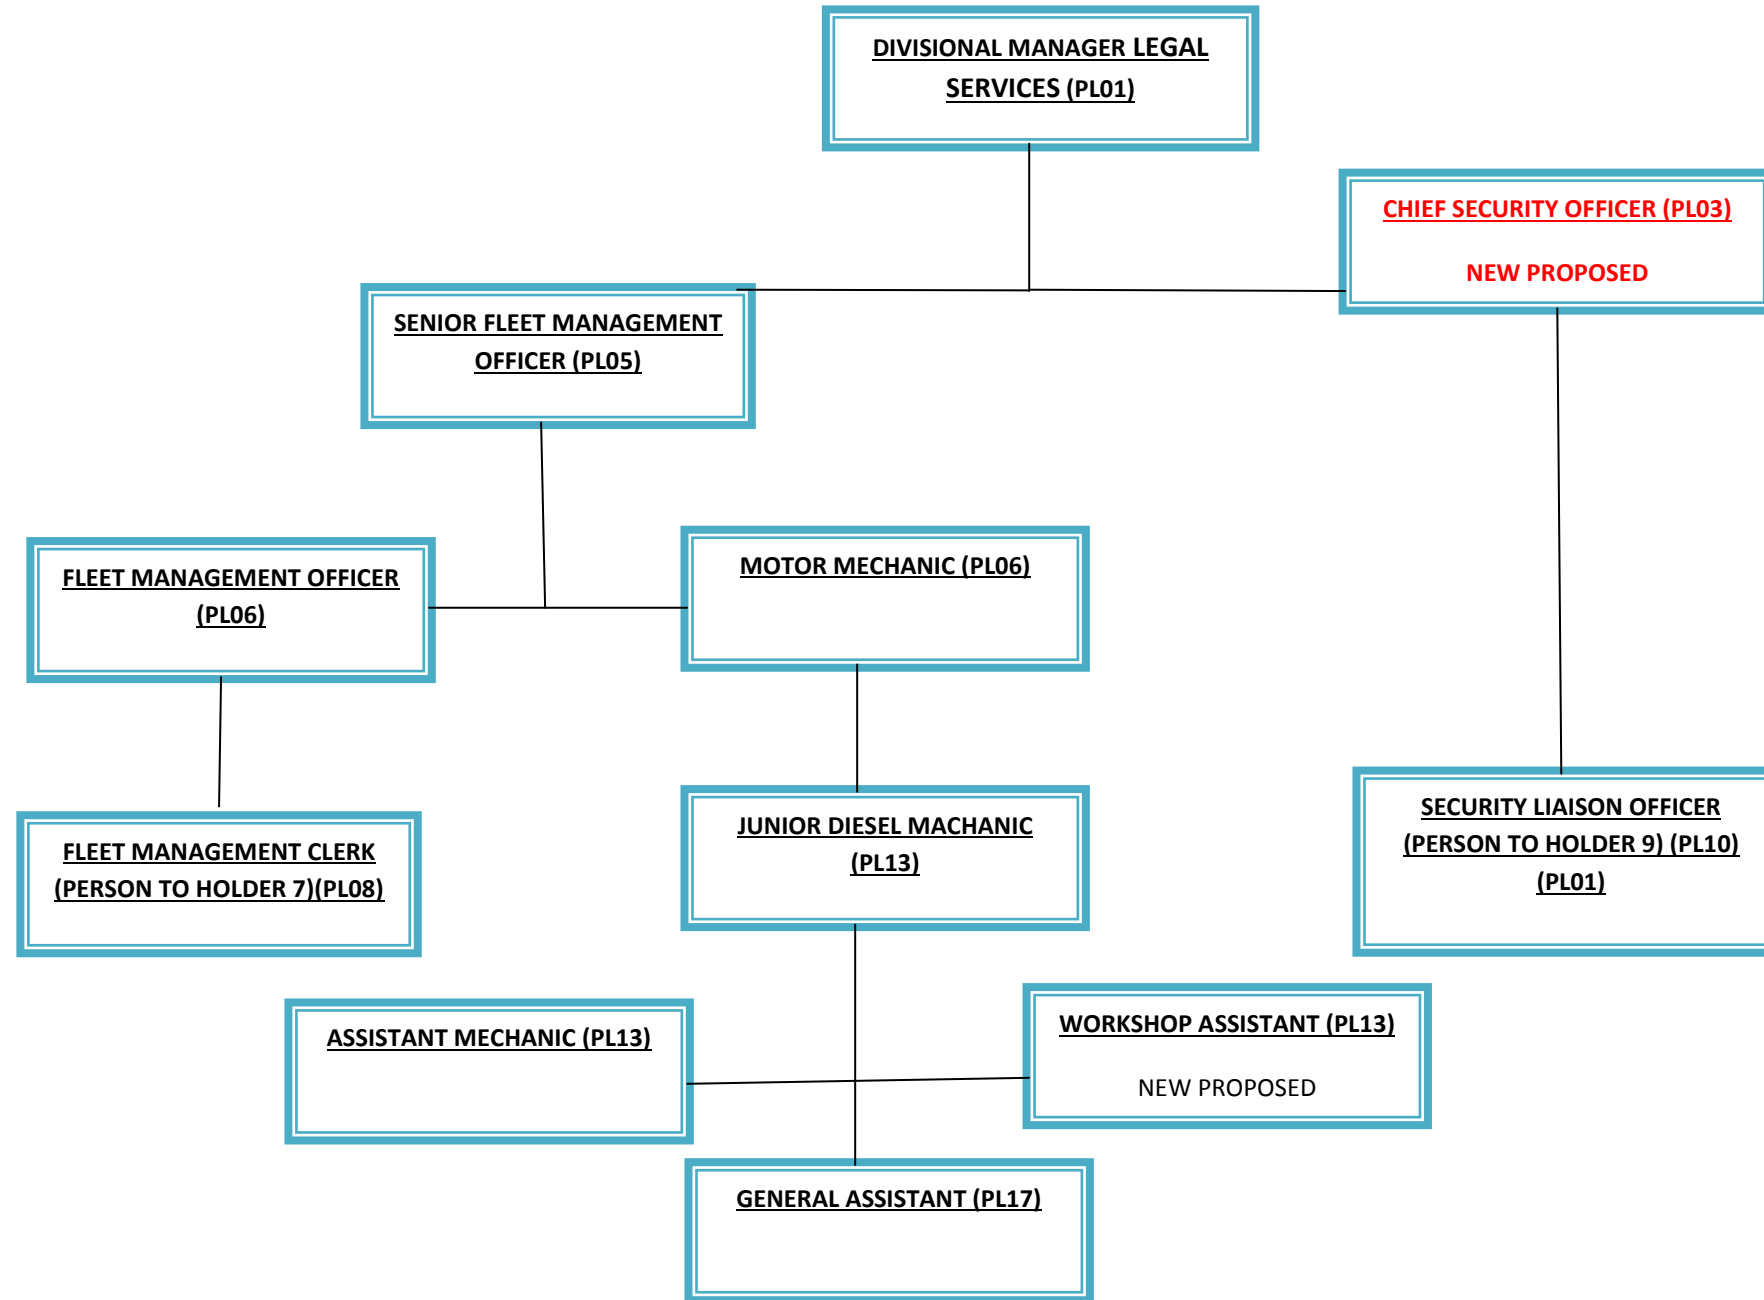 DIVISIONAL MANAGER LEGAL
SERVICES (PL01)
CHIEF SECURITY OFFICER (PL03)
NEW PROPOSED
SENIOR FLEET MANAGEMENT
OFFICER (PL05)
FLEET MANAGEMENT OFFICER
(PL06)
MOTOR MECHANIC (PL06)
FLEET MANAGEMENT CLERK
(PERSON TO HOLDER 7)(PL08)
JUNIOR DIESEL MACHANIC
(PL13)
SECURITY LIAISON OFFICER
(PERSON TO HOLDER 9) (PL10)
(PL01)
ASSISTANT MECHANIC (PL13)
WORKSHOP ASSISTANT (PL13)
NEW PROPOSED
GENERAL ASSISTANT (PL17)